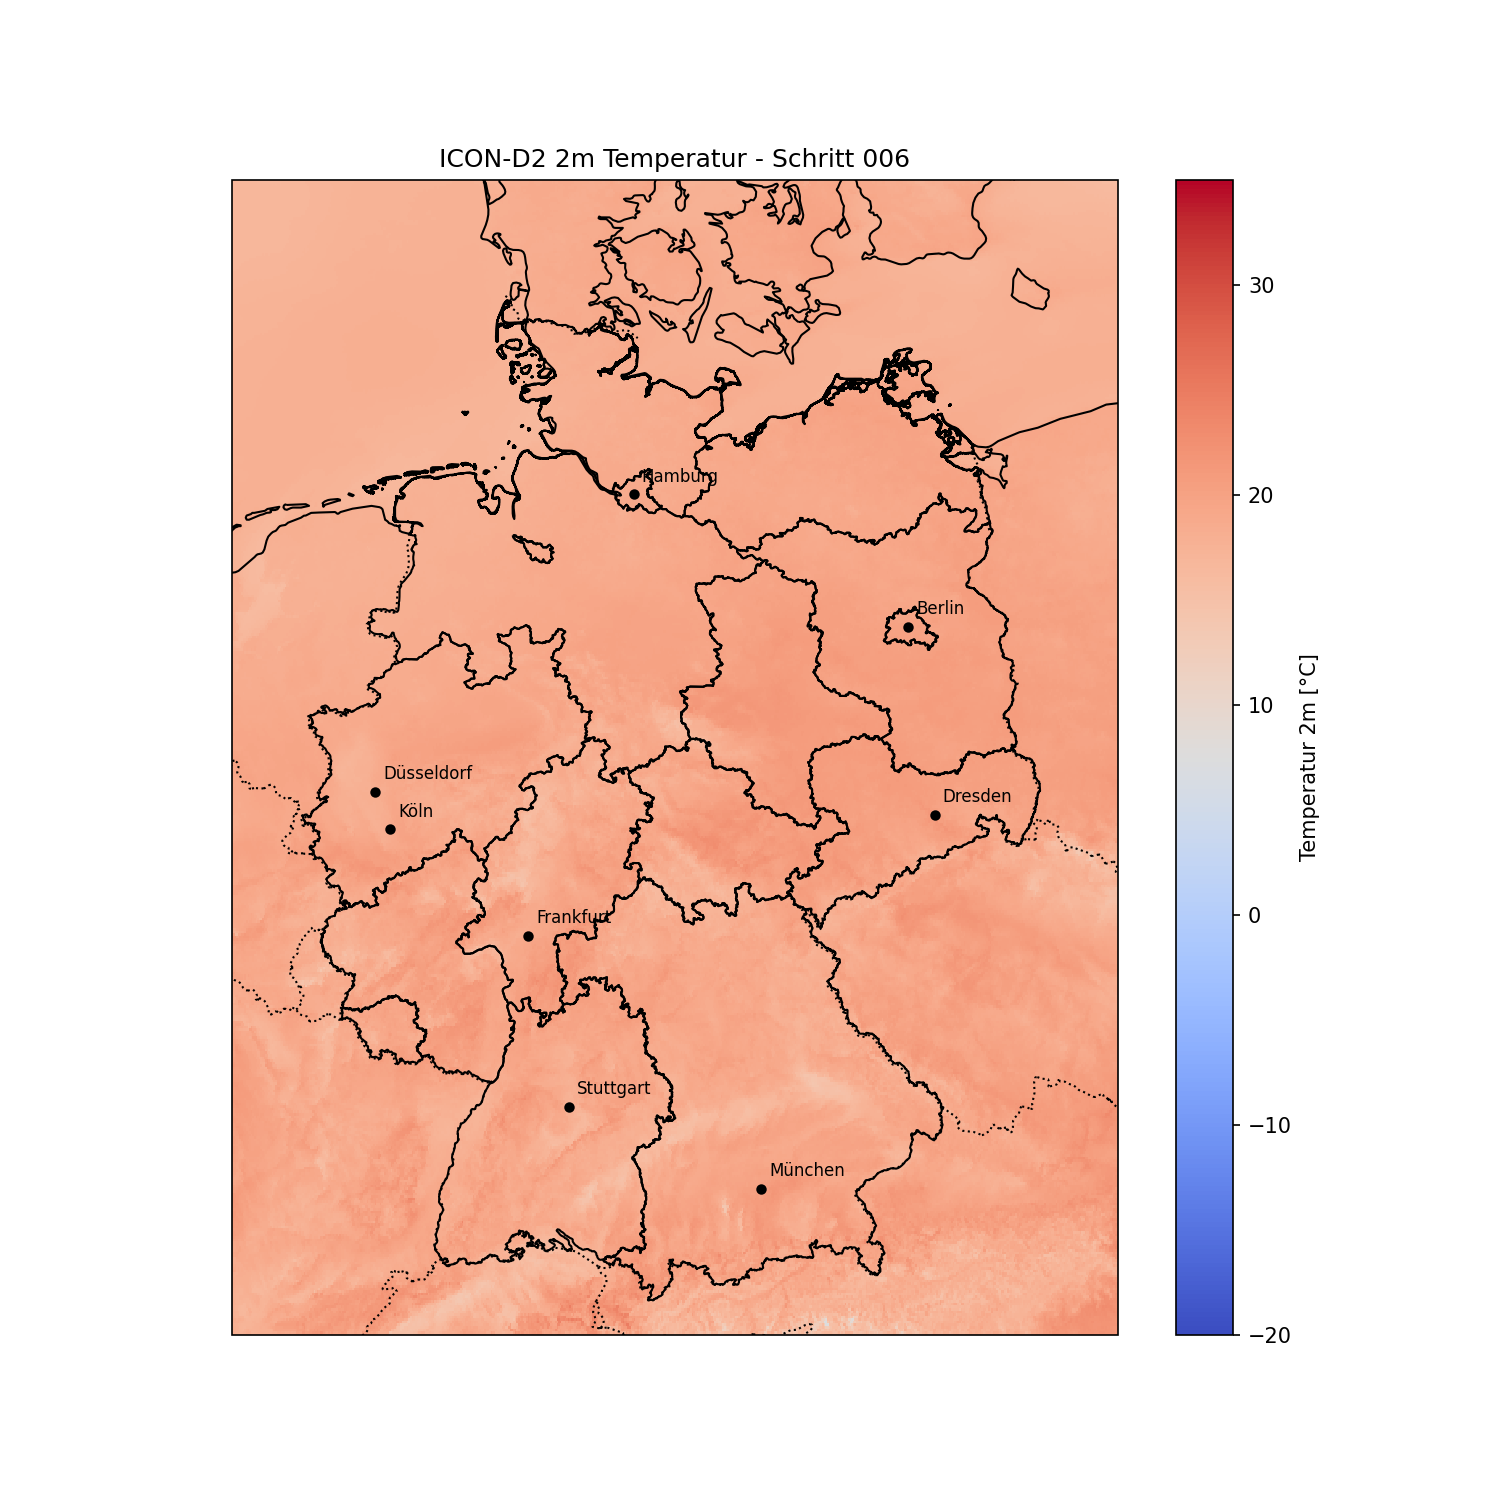 ICON-D2 2m Temperatur - Schritt 006
Hamburg
Berlin
Düsseldorf
Köln
Dresden
Frankfurt
Stuttgart
München
30
20
10
0
−10
−20
Temperatur 2m [°C]